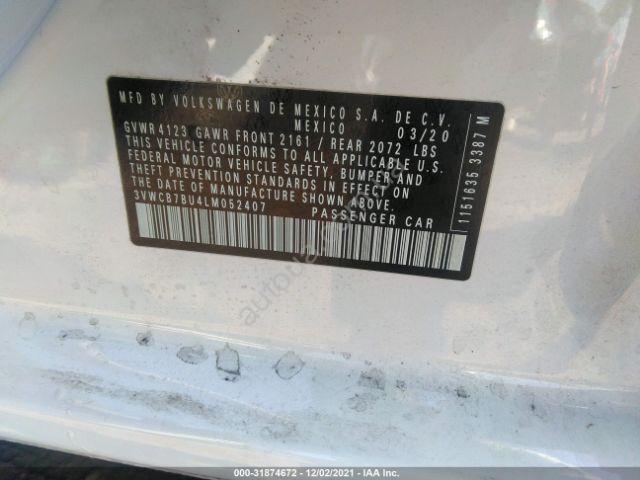 MFD BY VOLKSWAGEN DE MEXICO S.A. DE C.V.
MEXICO 03/20
GVWR 4123 GAWR FRONT 2161 / REAR 2072 LBS
THIS VEHICLE CONFORMS TO ALL APPLICABLE U.S.
FEDERAL MOTOR VEHICLE SAFETY, BUMPER AND
THEFT PREVENTION STANDARDS IN EFFECT ON
THE DATE OF MANUFACTURE SHOWN ABOVE.
3VWCB7BU4LM052407 PASSENGER CAR
1151635 3387 M
000-31874672 - 12/02/2021 - IAA Inc.